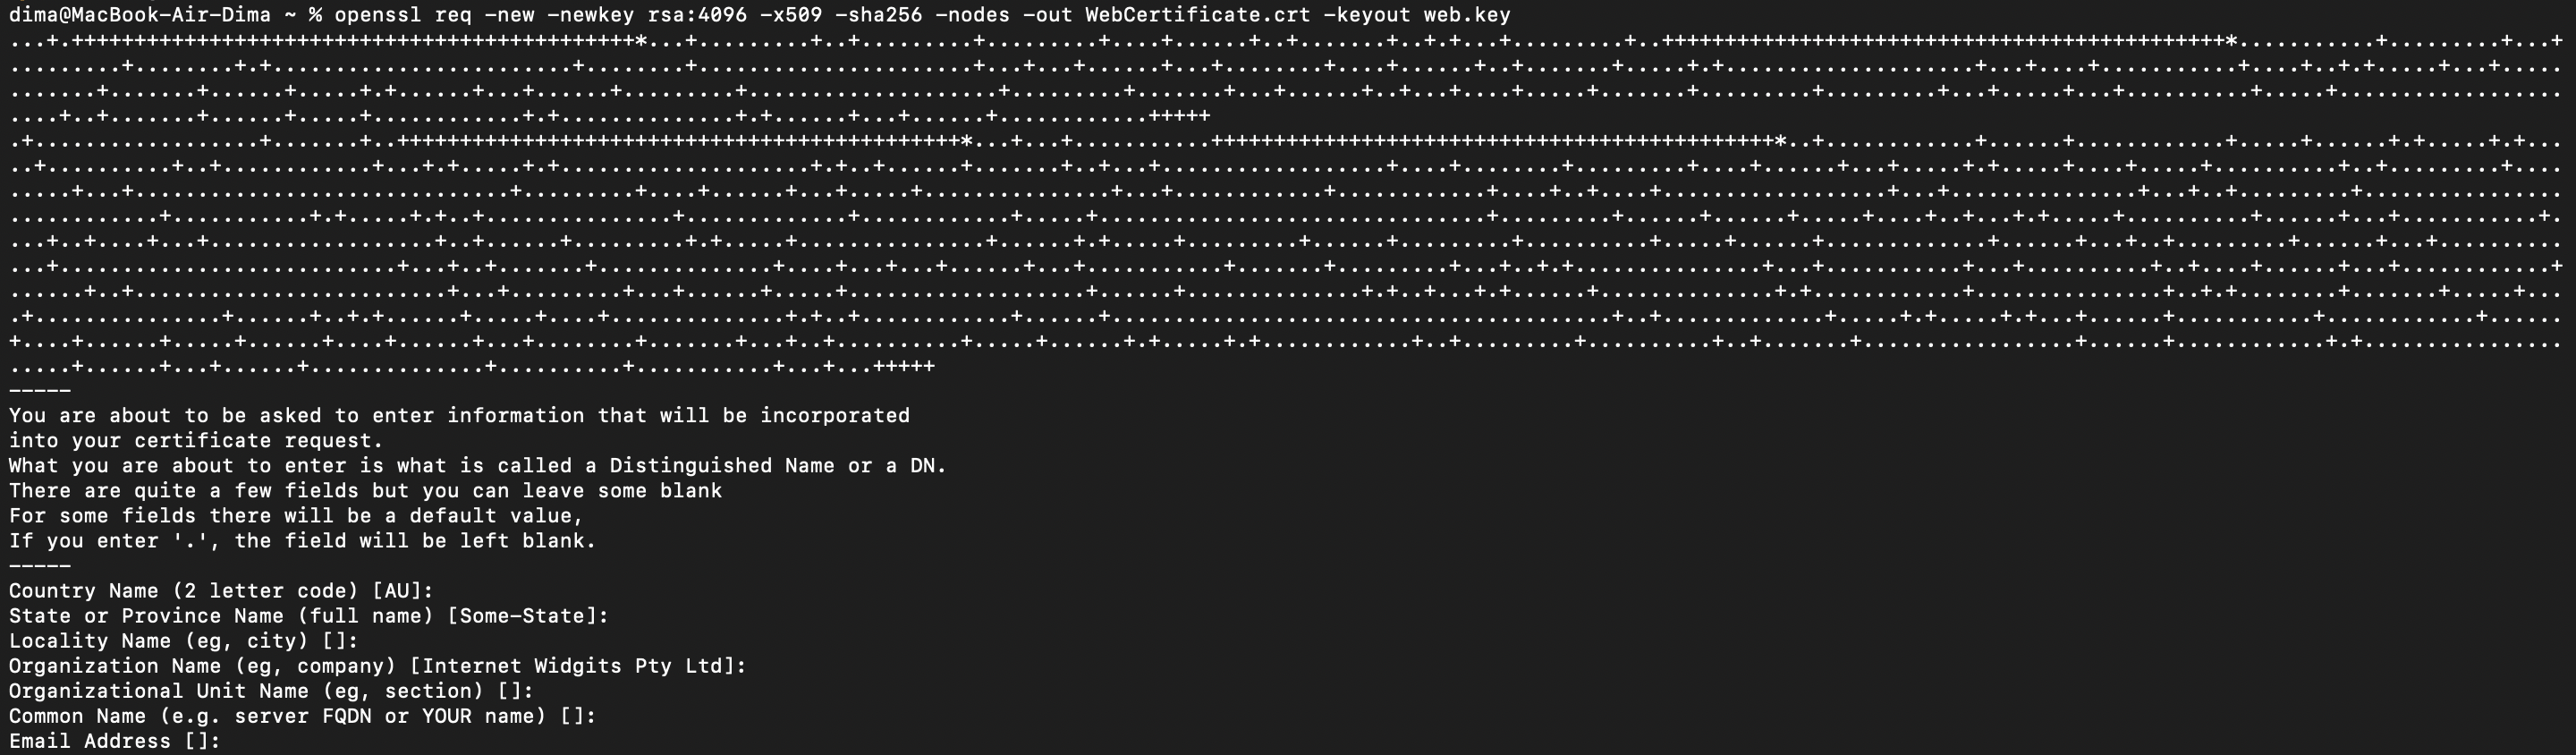 dima@MacBook-Air-Dima ~ % openssl req -new -newkey rsa:4096 -x509 -sha256 -nodes -out WebCertificate.crt -keyout web.key
-----
You are about to be asked to enter information that will be incorporated
into your certificate request.
What you are about to enter is what is called a Distinguished Name or a DN.
There are quite a few fields but you can leave some blank
For some fields there will be a default value,
If you enter '.', the field will be left blank.
-----
Country Name (2 letter code) [AU]:
State or Province Name (full name) [Some-State]:
Locality Name (eg, city) []:
Organization Name (eg, company) [Internet Widgits Pty Ltd]:
Organizational Unit Name (eg, section) []:
Common Name (e.g. server FQDN or YOUR name) []:
Email Address []: